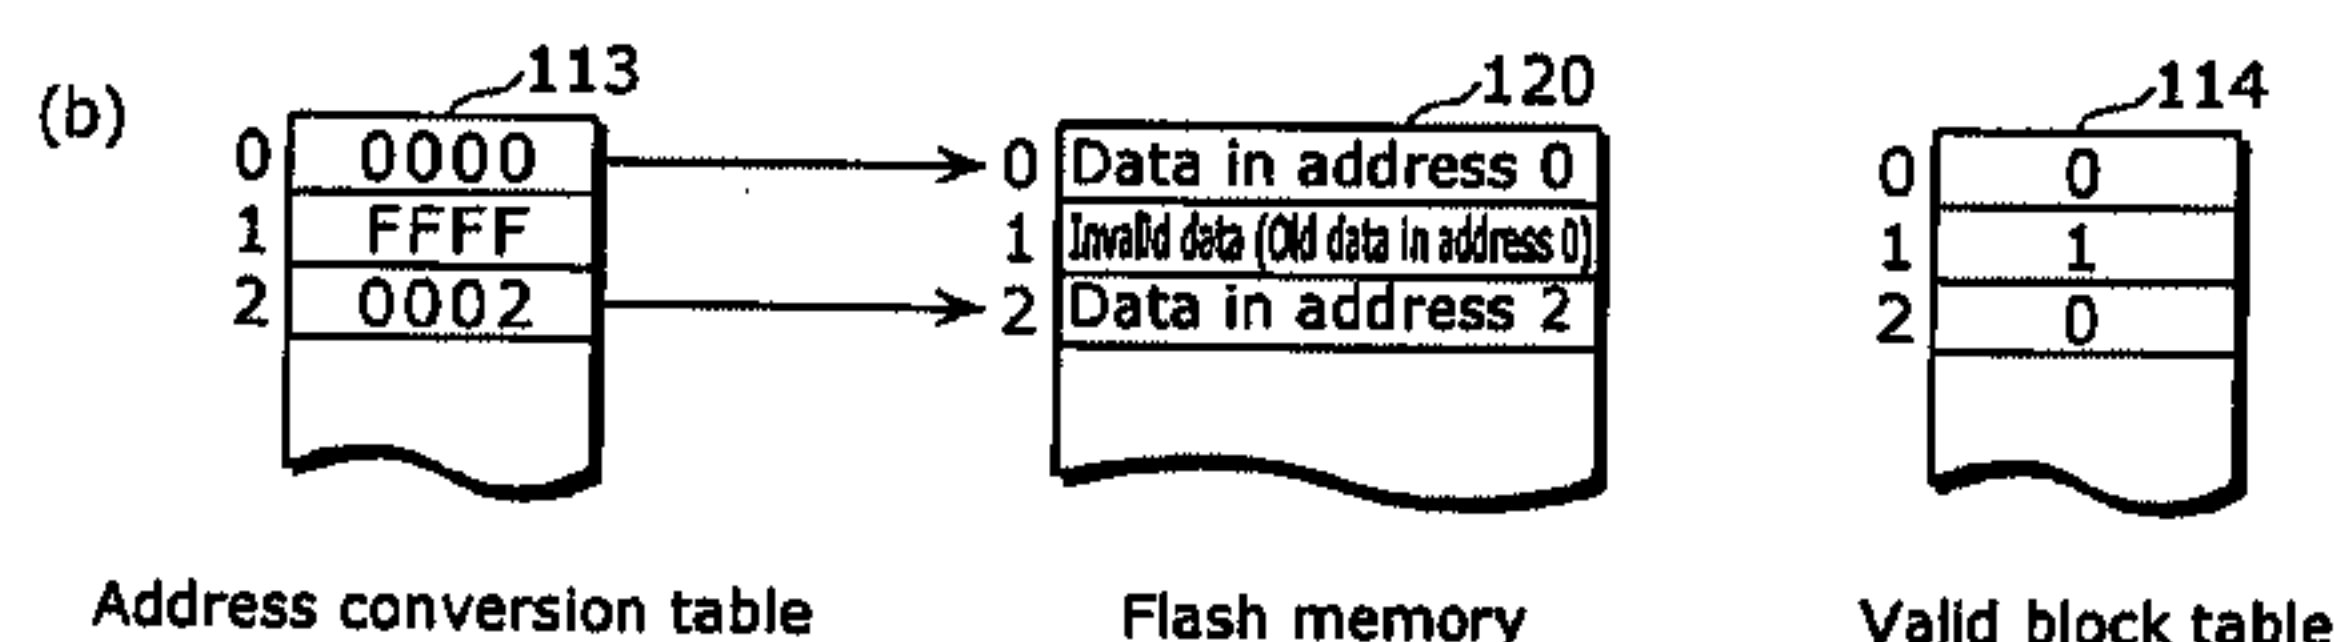 (b)
113
120
114
0 0000
1 FFFF
2 0002
0 Data in address 0
1 Invalid data (Old data in address 0)
2 Data in address 2
0 0
1 1
2 0
Address conversion table
Flash memory
Valid block table